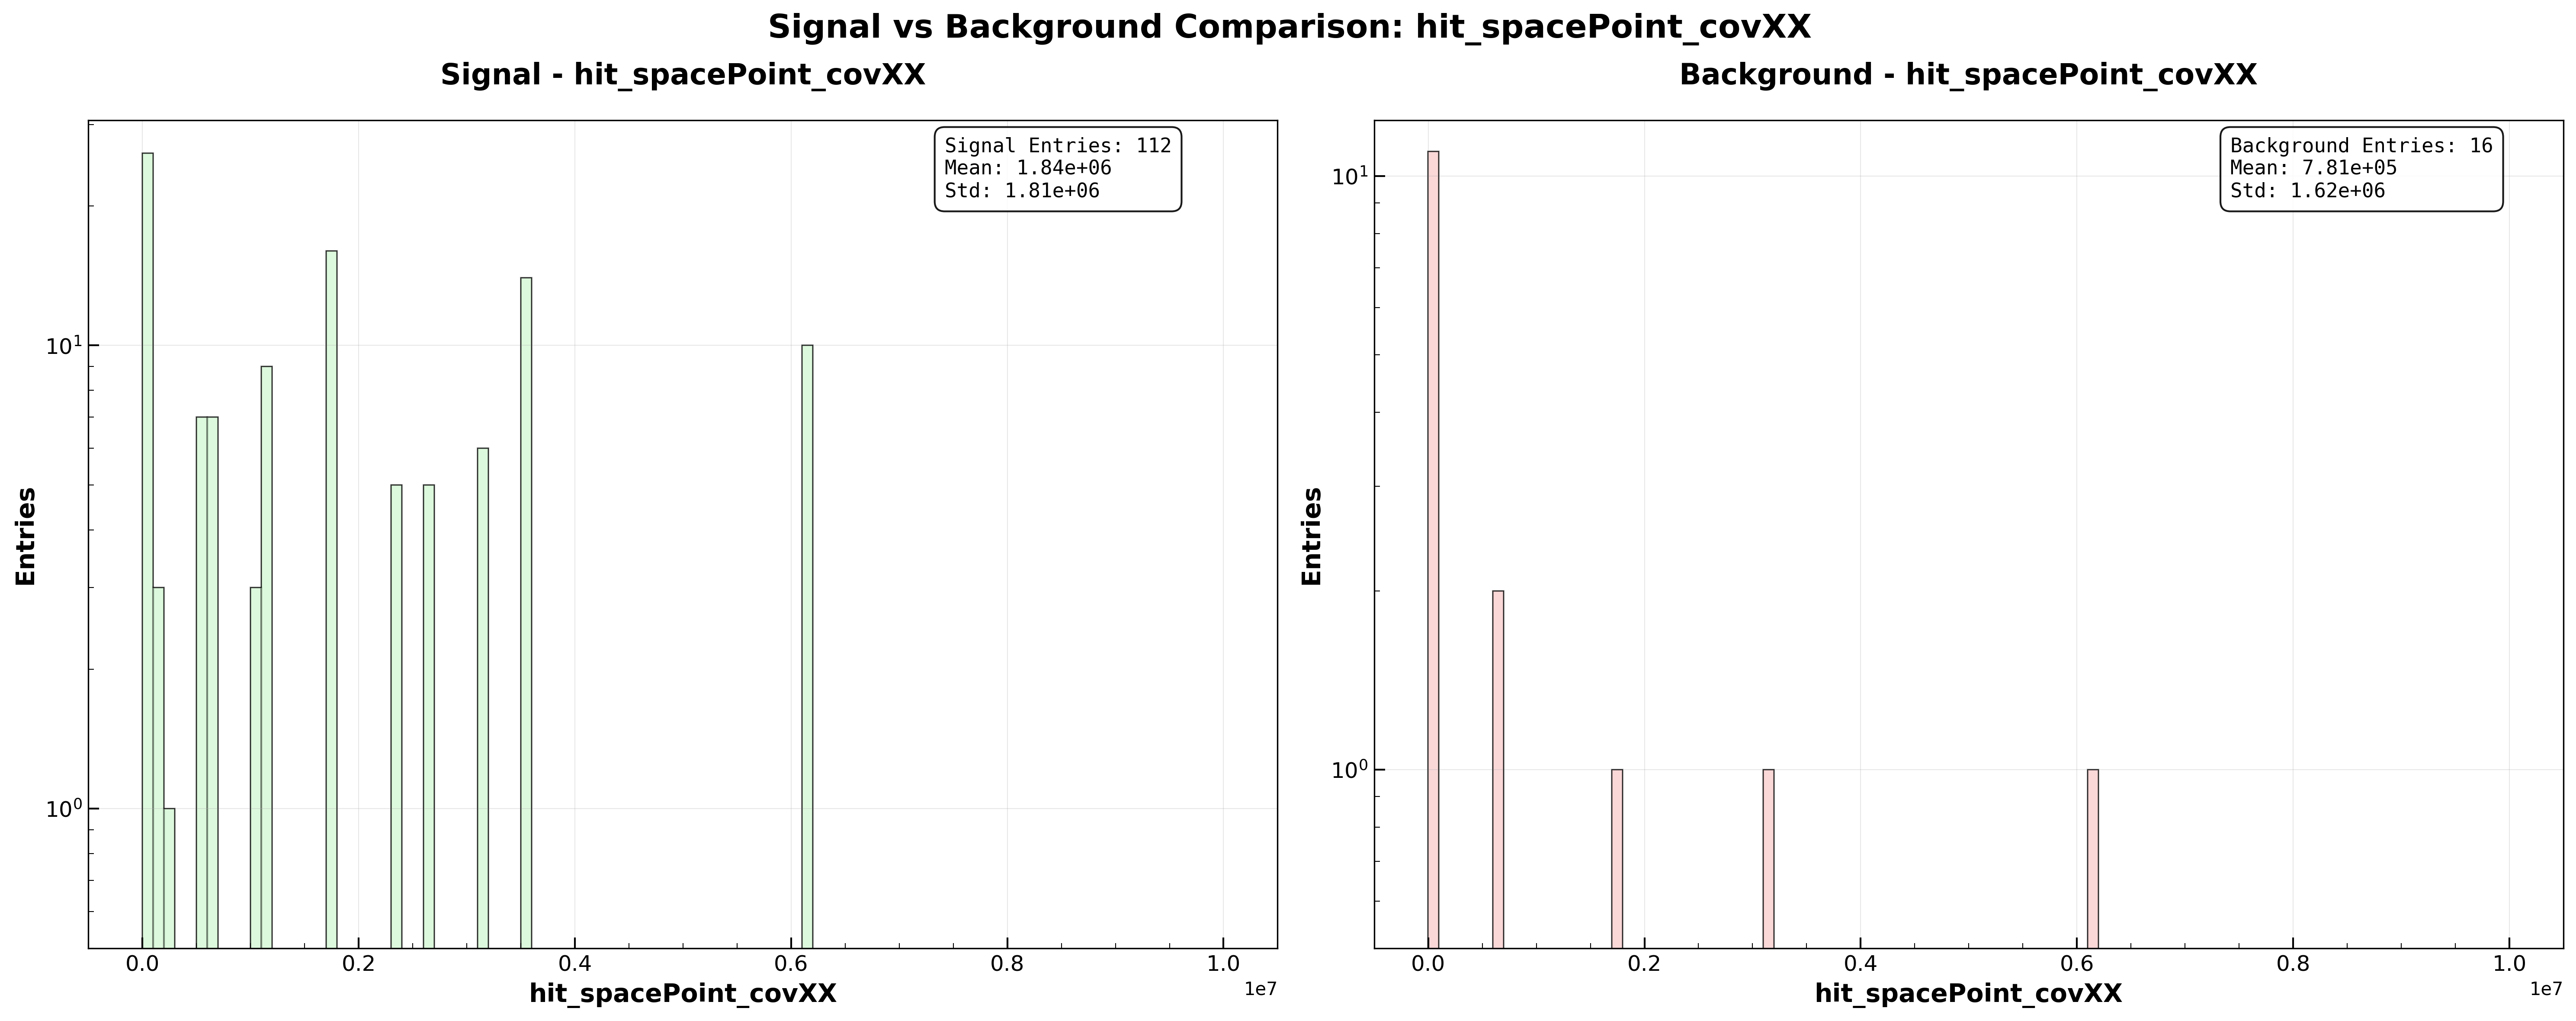 Signal vs Background Comparison: hit_spacePoint_covXX
Signal - hit_spacePoint_covXX
Signal Entries: 112
Mean: 1.84e+06
Std: 1.81e+06
Entries
10¹
10⁰
0.0 0.2 0.4 0.6 0.8 1.0
1e7
hit_spacePoint_covXX
Background - hit_spacePoint_covXX
Background Entries: 16
Mean: 7.81e+05
Std: 1.62e+06
Entries
10¹
10⁰
0.0 0.2 0.4 0.6 0.8 1.0
1e7
hit_spacePoint_covXX